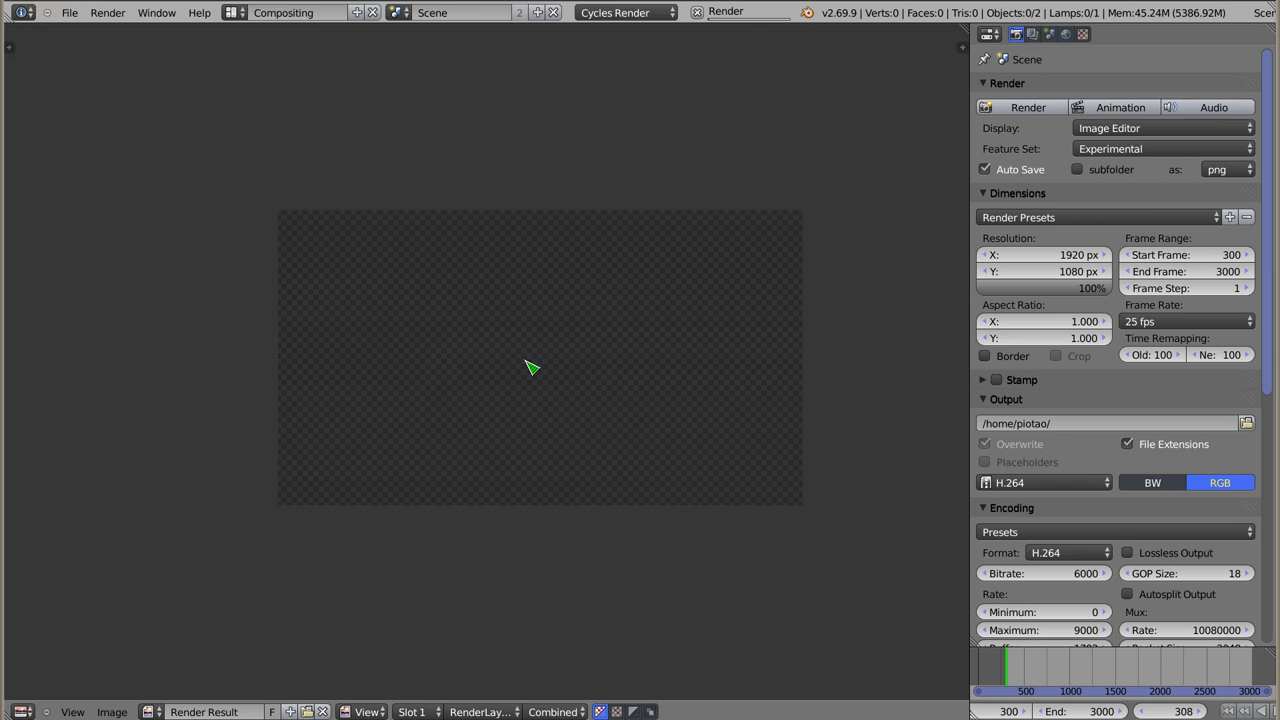 File Render Window Help Compositing Scene 2 Cycles Render Render v2.69.9 | Verts:0 | Faces:0 | Tris:0 | Objects:0/2 | Lamps:0/1 | Mem:45.24M (5386.92M) Scer
Scene
Render
Render Animation Audio
Display: Image Editor
Feature Set: Experimental
Auto Save subfolder as: png
Dimensions
Render Presets
Resolution: Frame Range:
X: 1920 px Start Frame: 300
Y: 1080 px End Frame: 3000
100% Frame Step: 1
Aspect Ratio: Frame Rate:
X: 1.000 25 fps
Y: 1.000 Time Remapping:
Border Crop Old: 100 Ne: 100
Stamp
Output
/home/piotao/
Overwrite File Extensions
Placeholders
H.264 BW RGB
Encoding
Presets
Format: H.264 Lossless Output
Bitrate: 6000 GOP Size: 18
Rate: Autosplit Output
Minimum: 0 Mux:
Maximum: 9000 Rate: 10080000
500 1000 1500 2000 2500 3000
View Image Render Result F View Slot 1 RenderLay... Combined 300 End: 3000 308